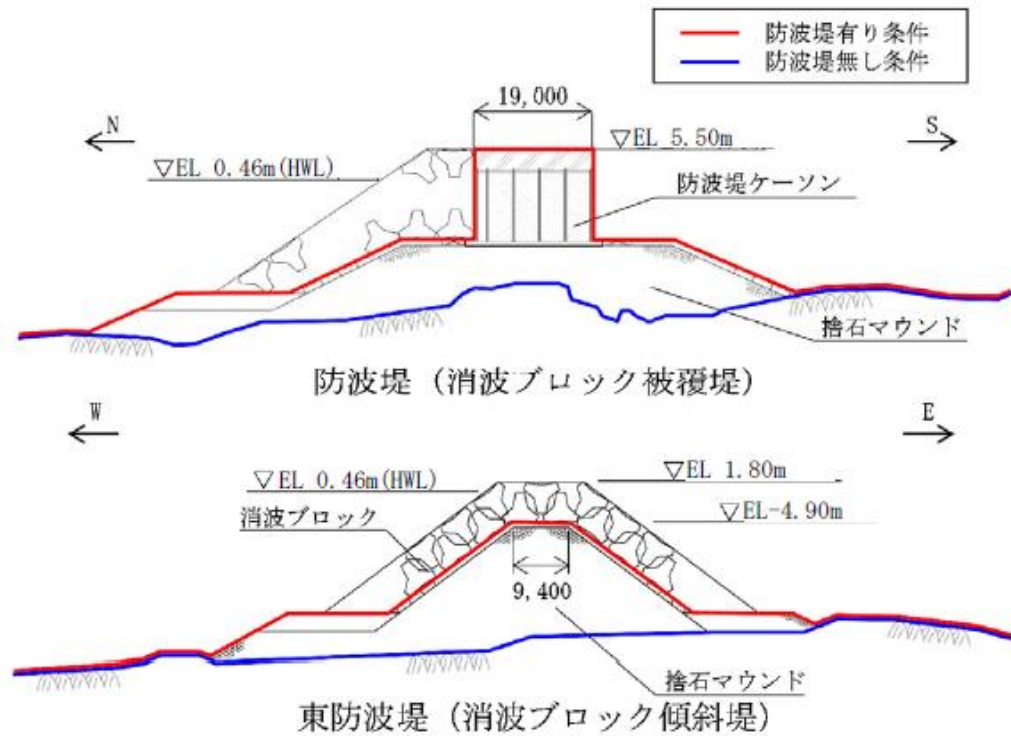 防波堤有り条件
防波堤無し条件
19,000
N
S
▽EL 5.50m
▽EL 0.46m(HWL)
防波堤ケーソン
捨石マウンド
防波堤（消波ブロック被覆堤）
W
E
▽EL 0.46m(HWL)
▽EL 1.80m
消波ブロック
▽EL-4.90m
9,400
捨石マウンド
東防波堤（消波ブロック傾斜堤）